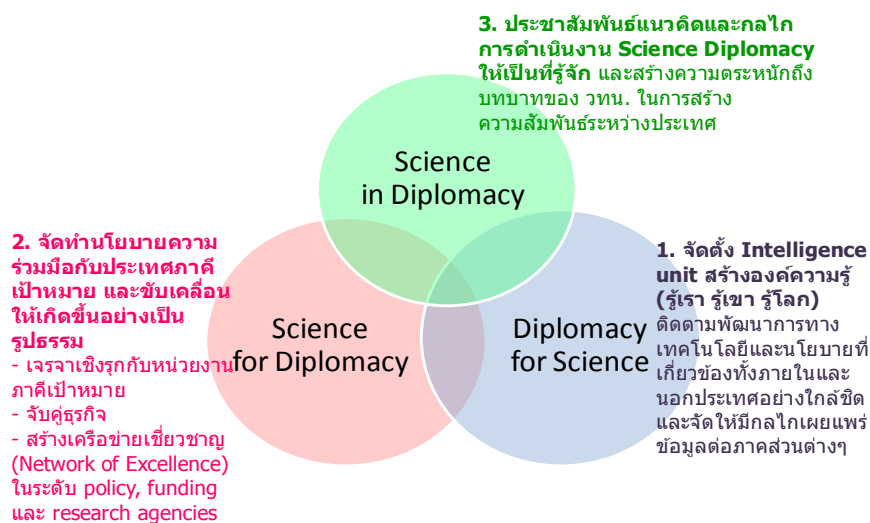 3. ประชาสัมพันธ์แนวคิดและกลไก
การดำเนินงาน Science Diplomacy
ให้เป็นที่รู้จัก และสร้างความตระหนักถึง
บทบาทของ วทน. ในการสร้าง
ความสัมพันธ์ระหว่างประเทศ
Science
in Diplomacy
2. จัดทำนโยบายความ
ร่วมมือกับประเทศภาคี
เป้าหมาย และขับเคลื่อน
ให้เกิดขึ้นอย่างเป็น
รูปธรรม
- เจรจาเชิงรุกกับหน่วยงาน
ภาคีเป้าหมาย
- จับคู่ธุรกิจ
- สร้างเครือข่ายเชี่ยวชาญ
(Network of Excellence)
ในระดับ policy, funding
และ research agencies
Science
for Diplomacy
Diplomacy
for Science
1. จัดตั้ง Intelligence
unit สร้างองค์ความรู้
(รู้เรา รู้เขา รู้โลก)
ติดตามพัฒนาการทาง
เทคโนโลยีและนโยบายที่
เกี่ยวข้องทั้งภายในและ
นอกประเทศอย่างใกล้ชิด
และจัดให้มีกลไกเผยแพร่
ข้อมูลต่อภาคส่วนต่างๆ